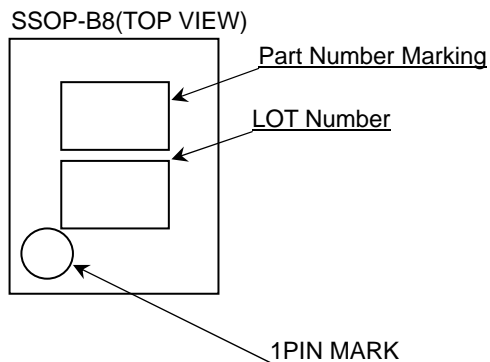 SSOP-B8(TOP VIEW)
Part Number Marking
LOT Number
1PIN MARK